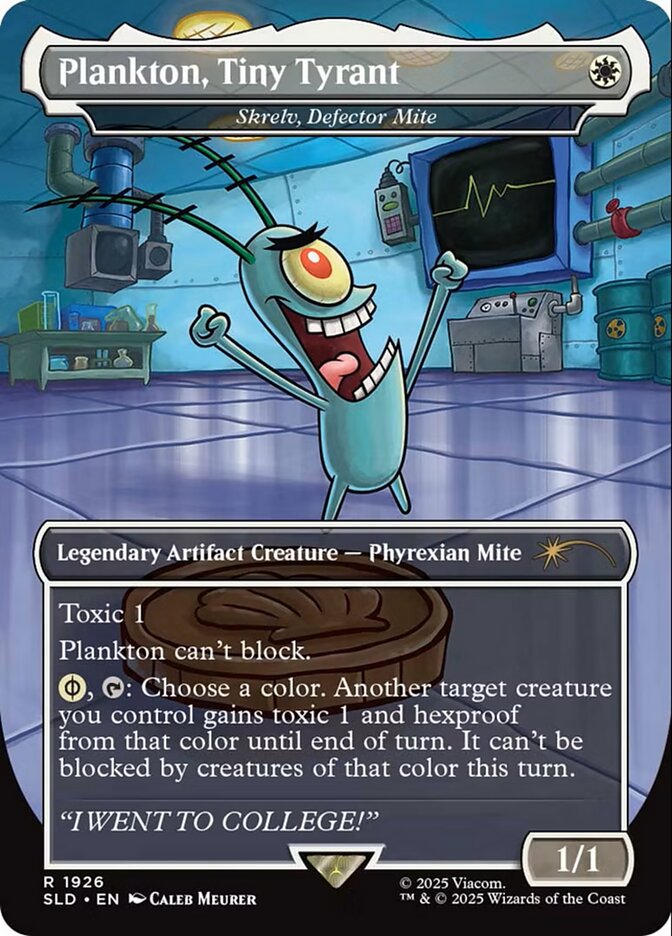 Plankton, Tiny Tyrant
Skrelv, Defector Mite
Legendary Artifact Creature — Phyrexian Mite
Toxic 1
Plankton can't block.
, : Choose a color. Another target creature
you control gains toxic 1 and hexproof
from that color until end of turn. It can't be
blocked by creatures of that color this turn.
"I WENT TO COLLEGE!"
1/1
R 1926
SLD • EN CALEB MEURER
© 2025 Viacom.
™ & © 2025 Wizards of the Coast